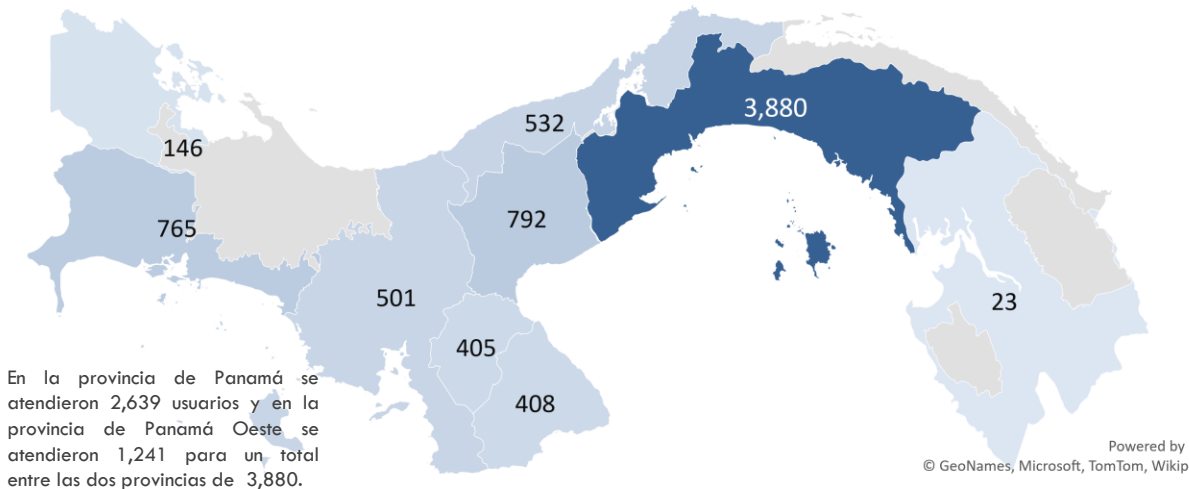 3,880
532
146
765
792
501
23
405
408
En la provincia de Panamá se
atendieron 2,639 usuarios y en la
provincia de Panamá Oeste se
atendieron 1,241 para un total
entre las dos provincias de 3,880.
Powered by
© GeoNames, Microsoft, TomTom, Wikip